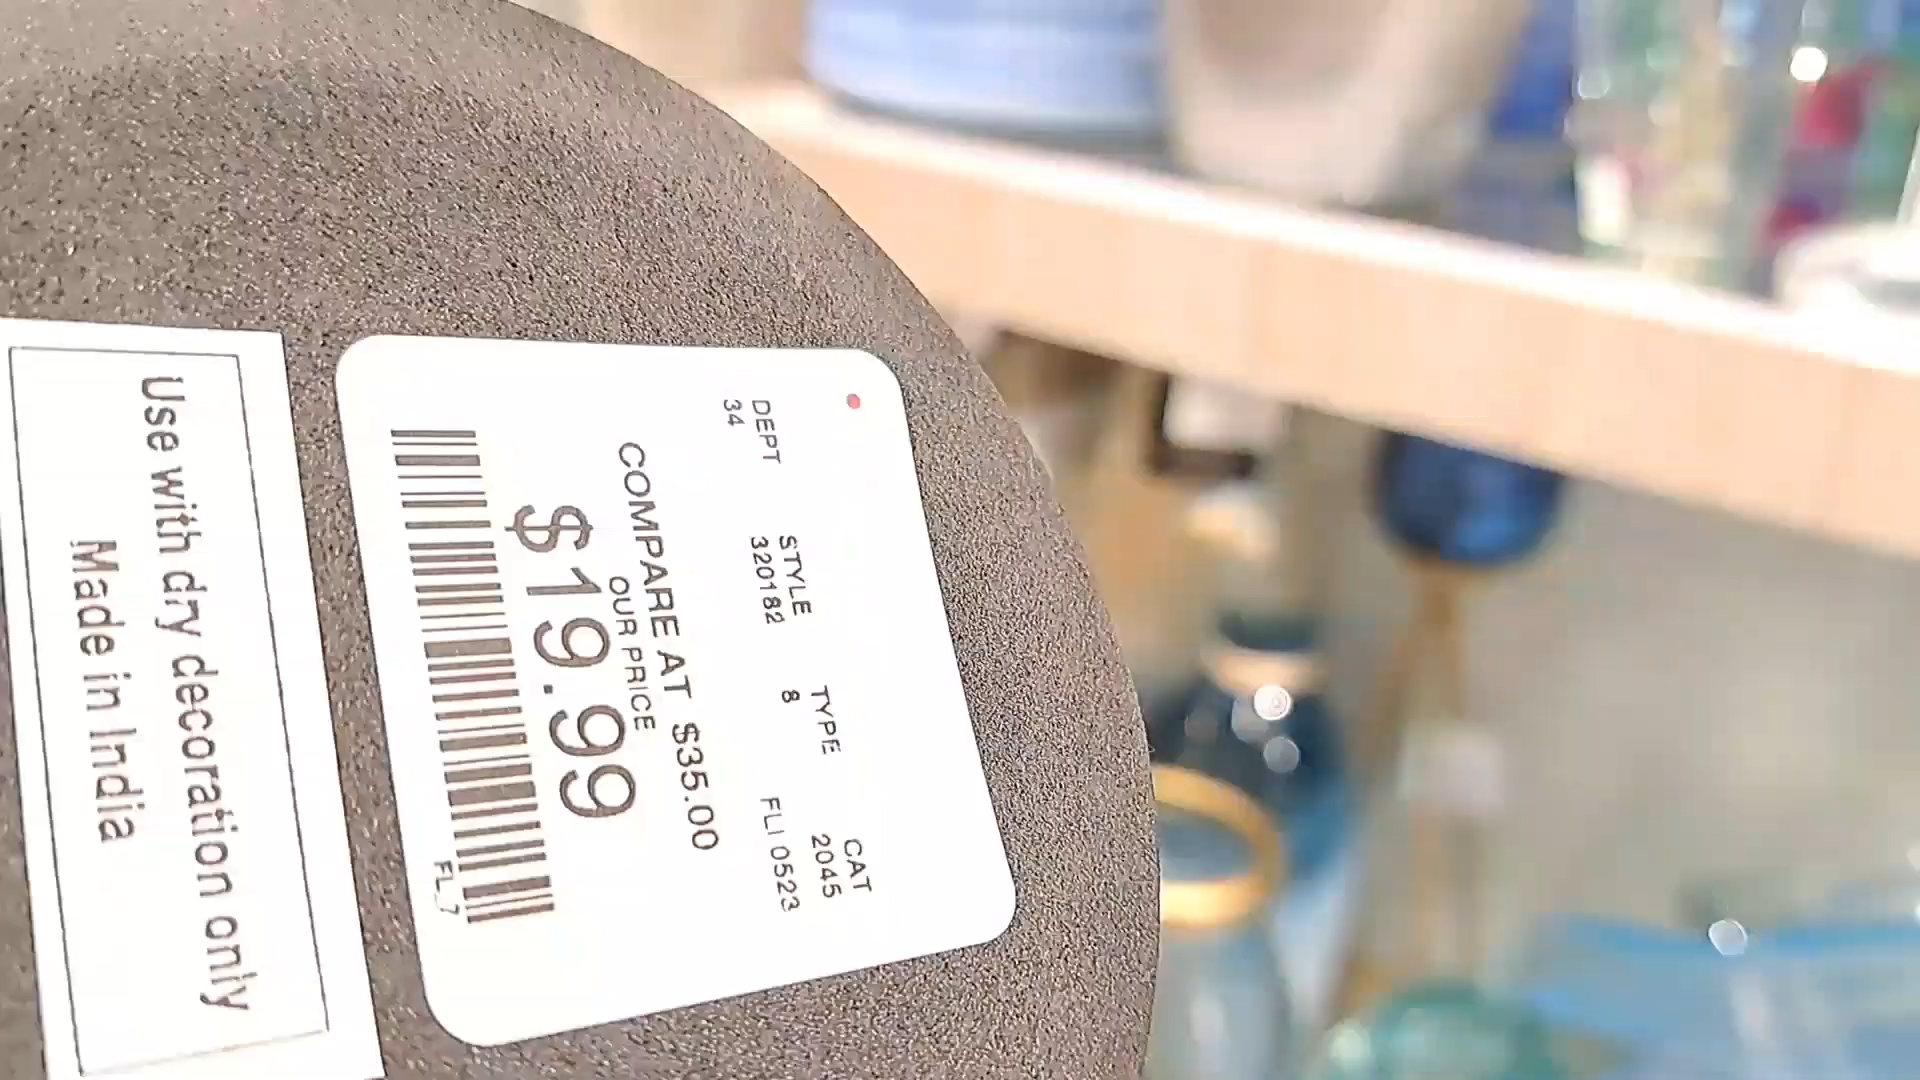 DEPT STYLE TYPE CAT
34 320182 8 2045
FLI 0523
COMPARE AT $35.00
OUR PRICE
$19.99
FL_7
Use with dry decoration only
Made in India